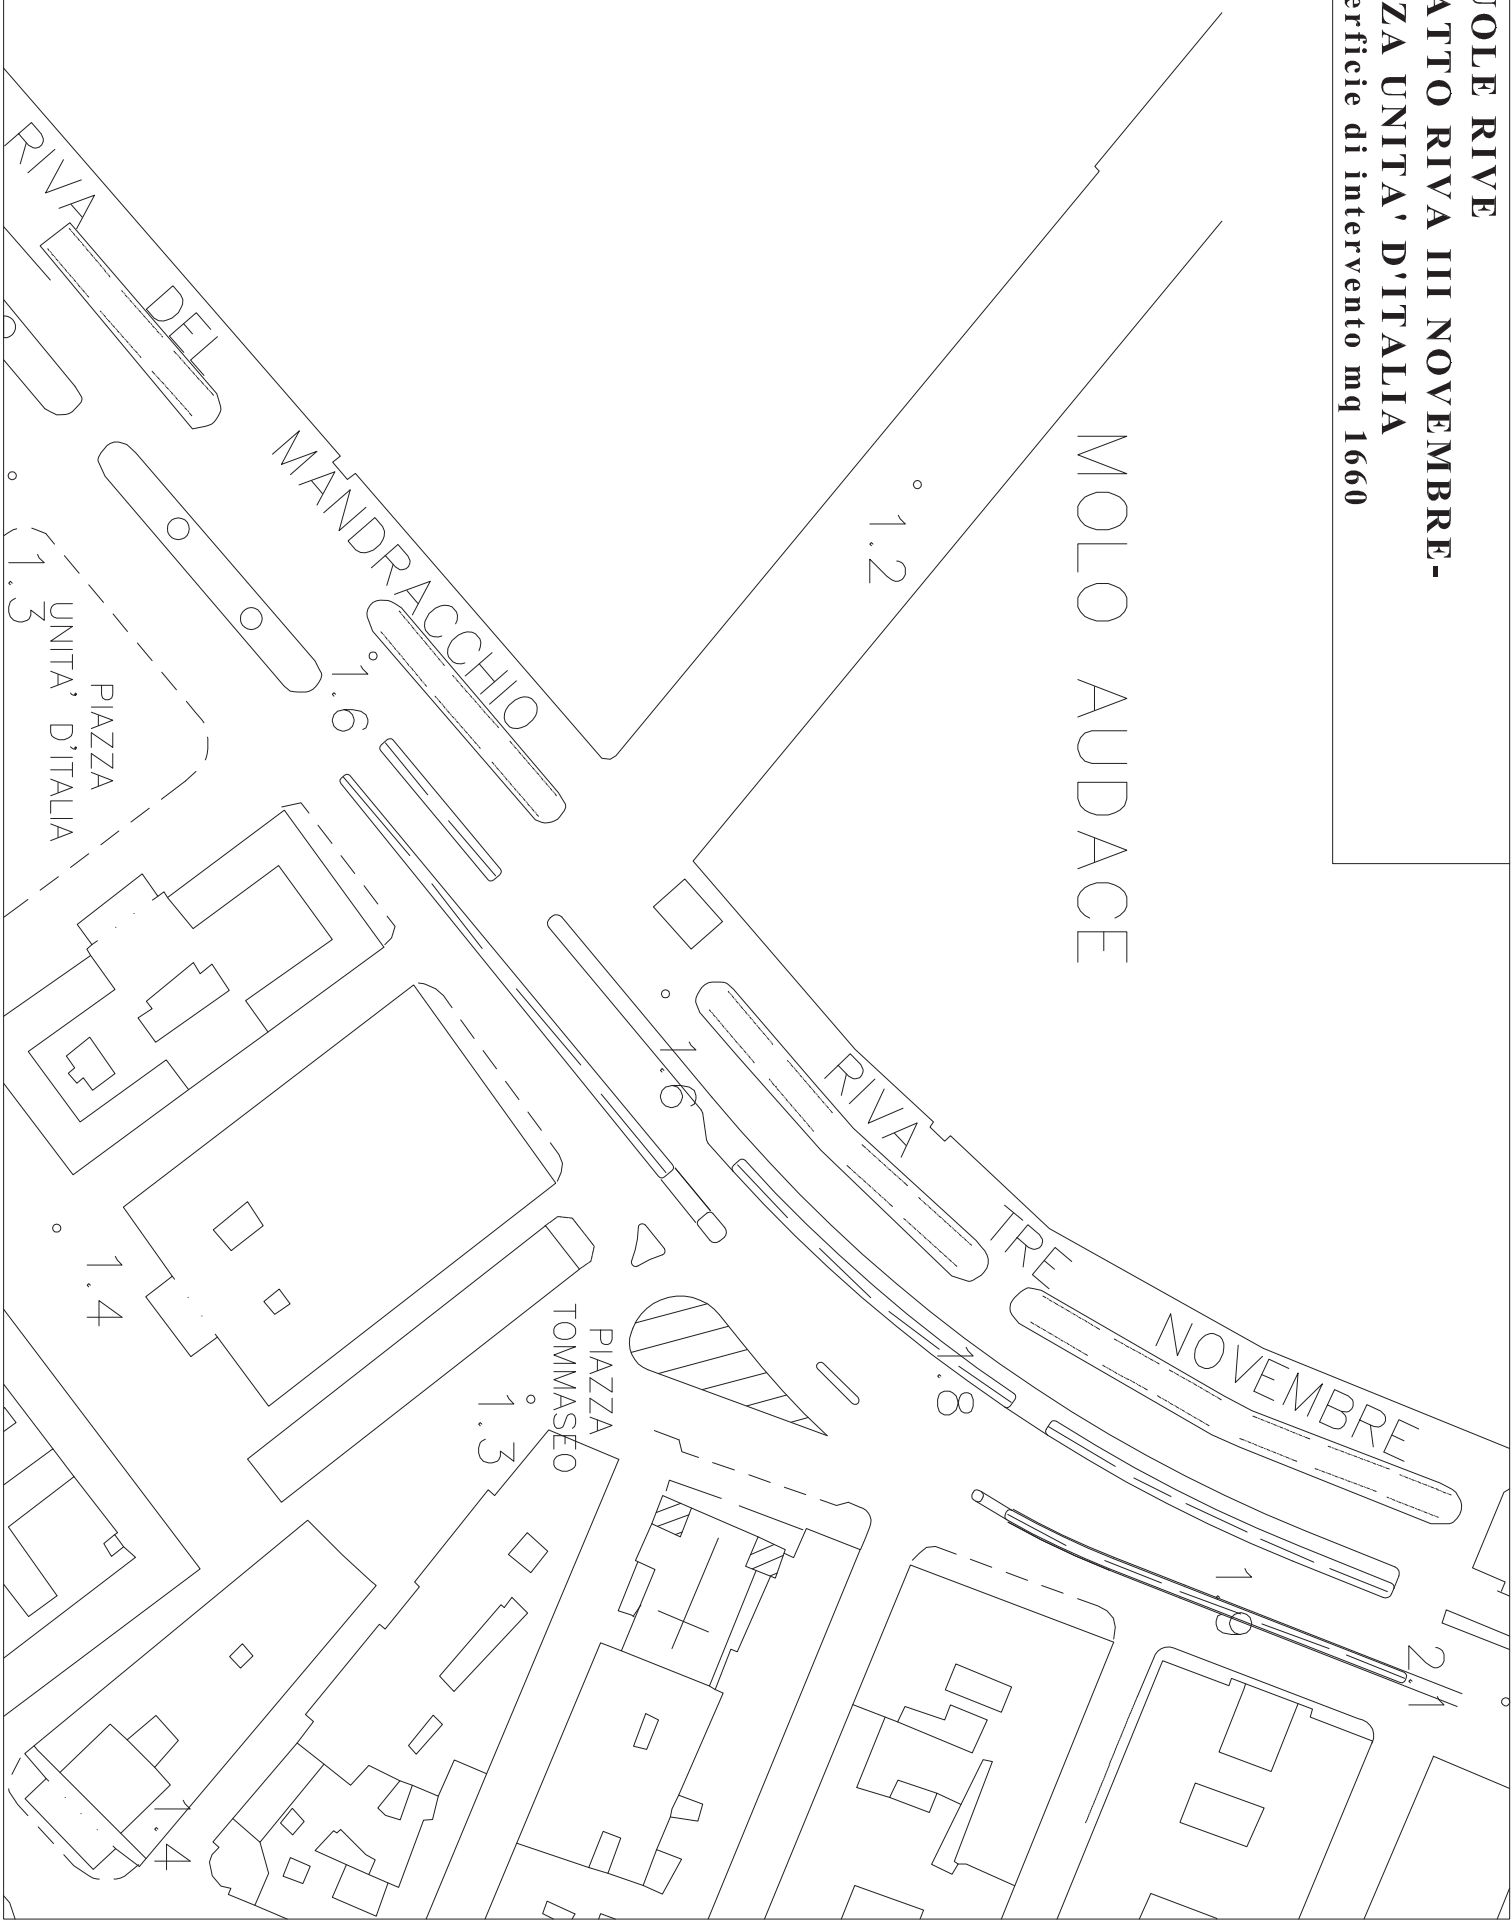 UOLE RIVE
ATTO RIVA III NOVEMBRE-
ZZA UNITA' D'ITALIA
erficie di intervento mq 1660
MOLO AUDACE
1.2
RIVA DEL MANDRACCHIO
RIVA TRE NOVEMBRE
1.6
1.6
1.8
1.9
2.1
PIAZZA
UNITA' D'ITALIA
1.3
PIAZZA
TOMMASEO
1.3
1.4
1.4